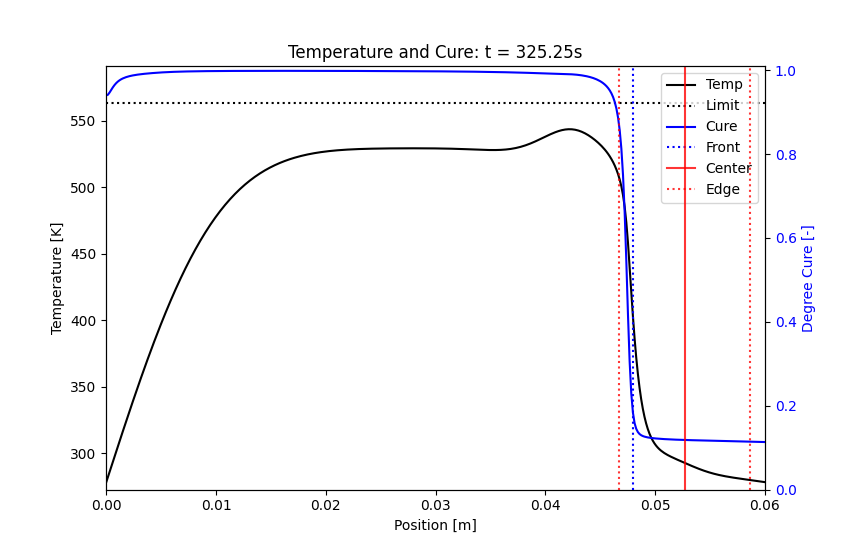 Temperature and Cure: t = 325.25s
Temp
Limit
Cure
Front
Center
Edge
Temperature [K]
550
500
450
400
350
300
Degree Cure [-]
1.0
0.8
0.6
0.4
0.2
0.0
0.00 0.01 0.02 0.03 0.04 0.05 0.06
Position [m]